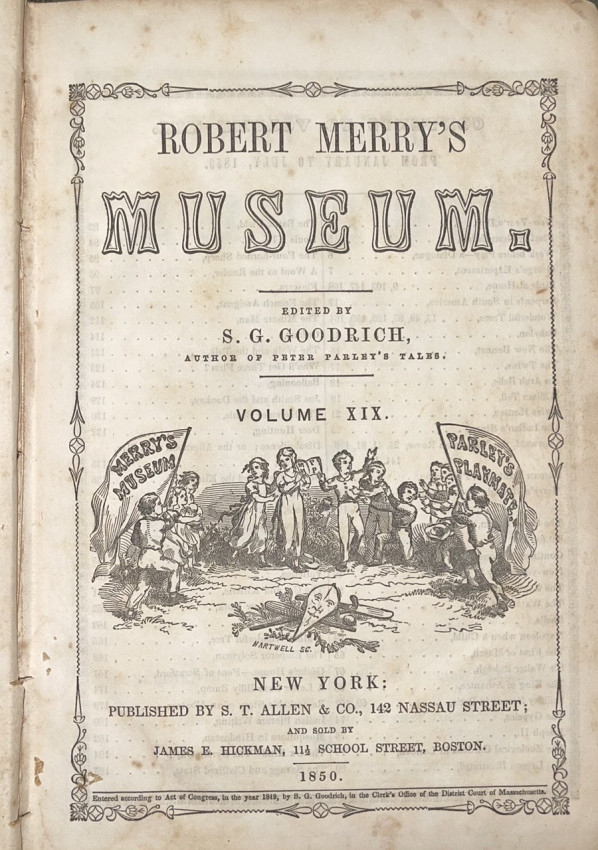 ROBERT MERRY'S
MUSEUM.
EDITED BY
S. G. GOODRICH,
AUTHOR OF PETER PARLEY'S TALES.
VOLUME XIX.
MERRY'S
MUSEUM
PARLEY'S
PLAYMATE.
HARTWELL SC.
NEW YORK:
PUBLISHED BY S. T. ALLEN & CO., 142 NASSAU STREET;
AND SOLD BY
JAMES E. HICKMAN, 11½ SCHOOL STREET, BOSTON.
1850.
Entered according to Act of Congress, in the year 1849, by S. G. Goodrich, in the Clerk's Office of the District Court of Massachusetts.